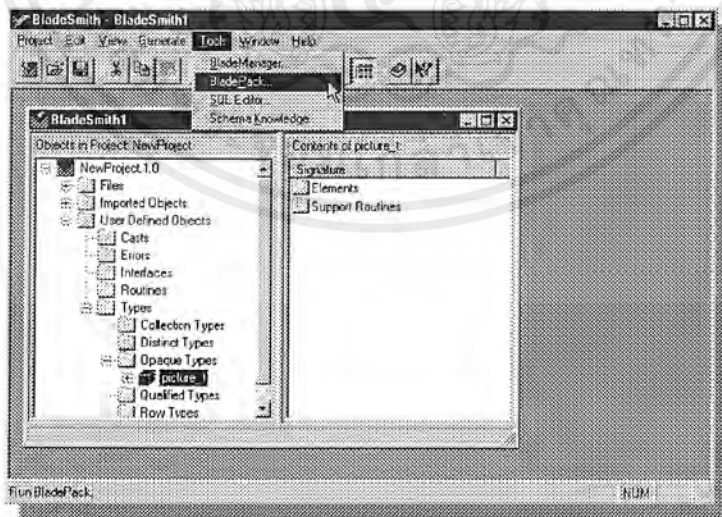 BladeSmith - BladeSmith1
Project Edit View Generate Tools Window Help
BladeManager...
BladePack...
SQL Editor...
Schema Knowledge
BladeSmith1
Objects in Project: NewProject
Contents of picture_t
NewProject.1.0
Signature
Files
Elements
Imported Objects
Support Routines
User Defined Objects
Casts
Errors
Interfaces
Routines
Types
Collection Types
Distinct Types
Opaque Types
picture_t
Qualified Types
Row Types
Run BladePack.
NUM